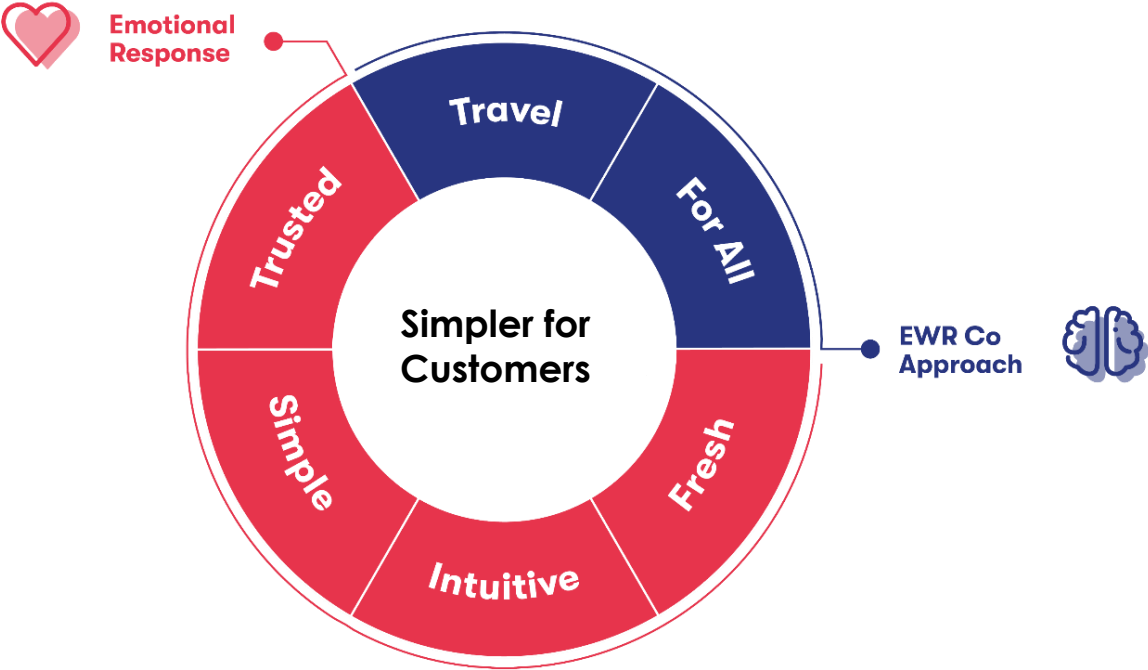 Emotional
Response
Travel
For All
Trusted
Simpler for
Customers
EWR Co
Approach
Simple
Fresh
Intuitive